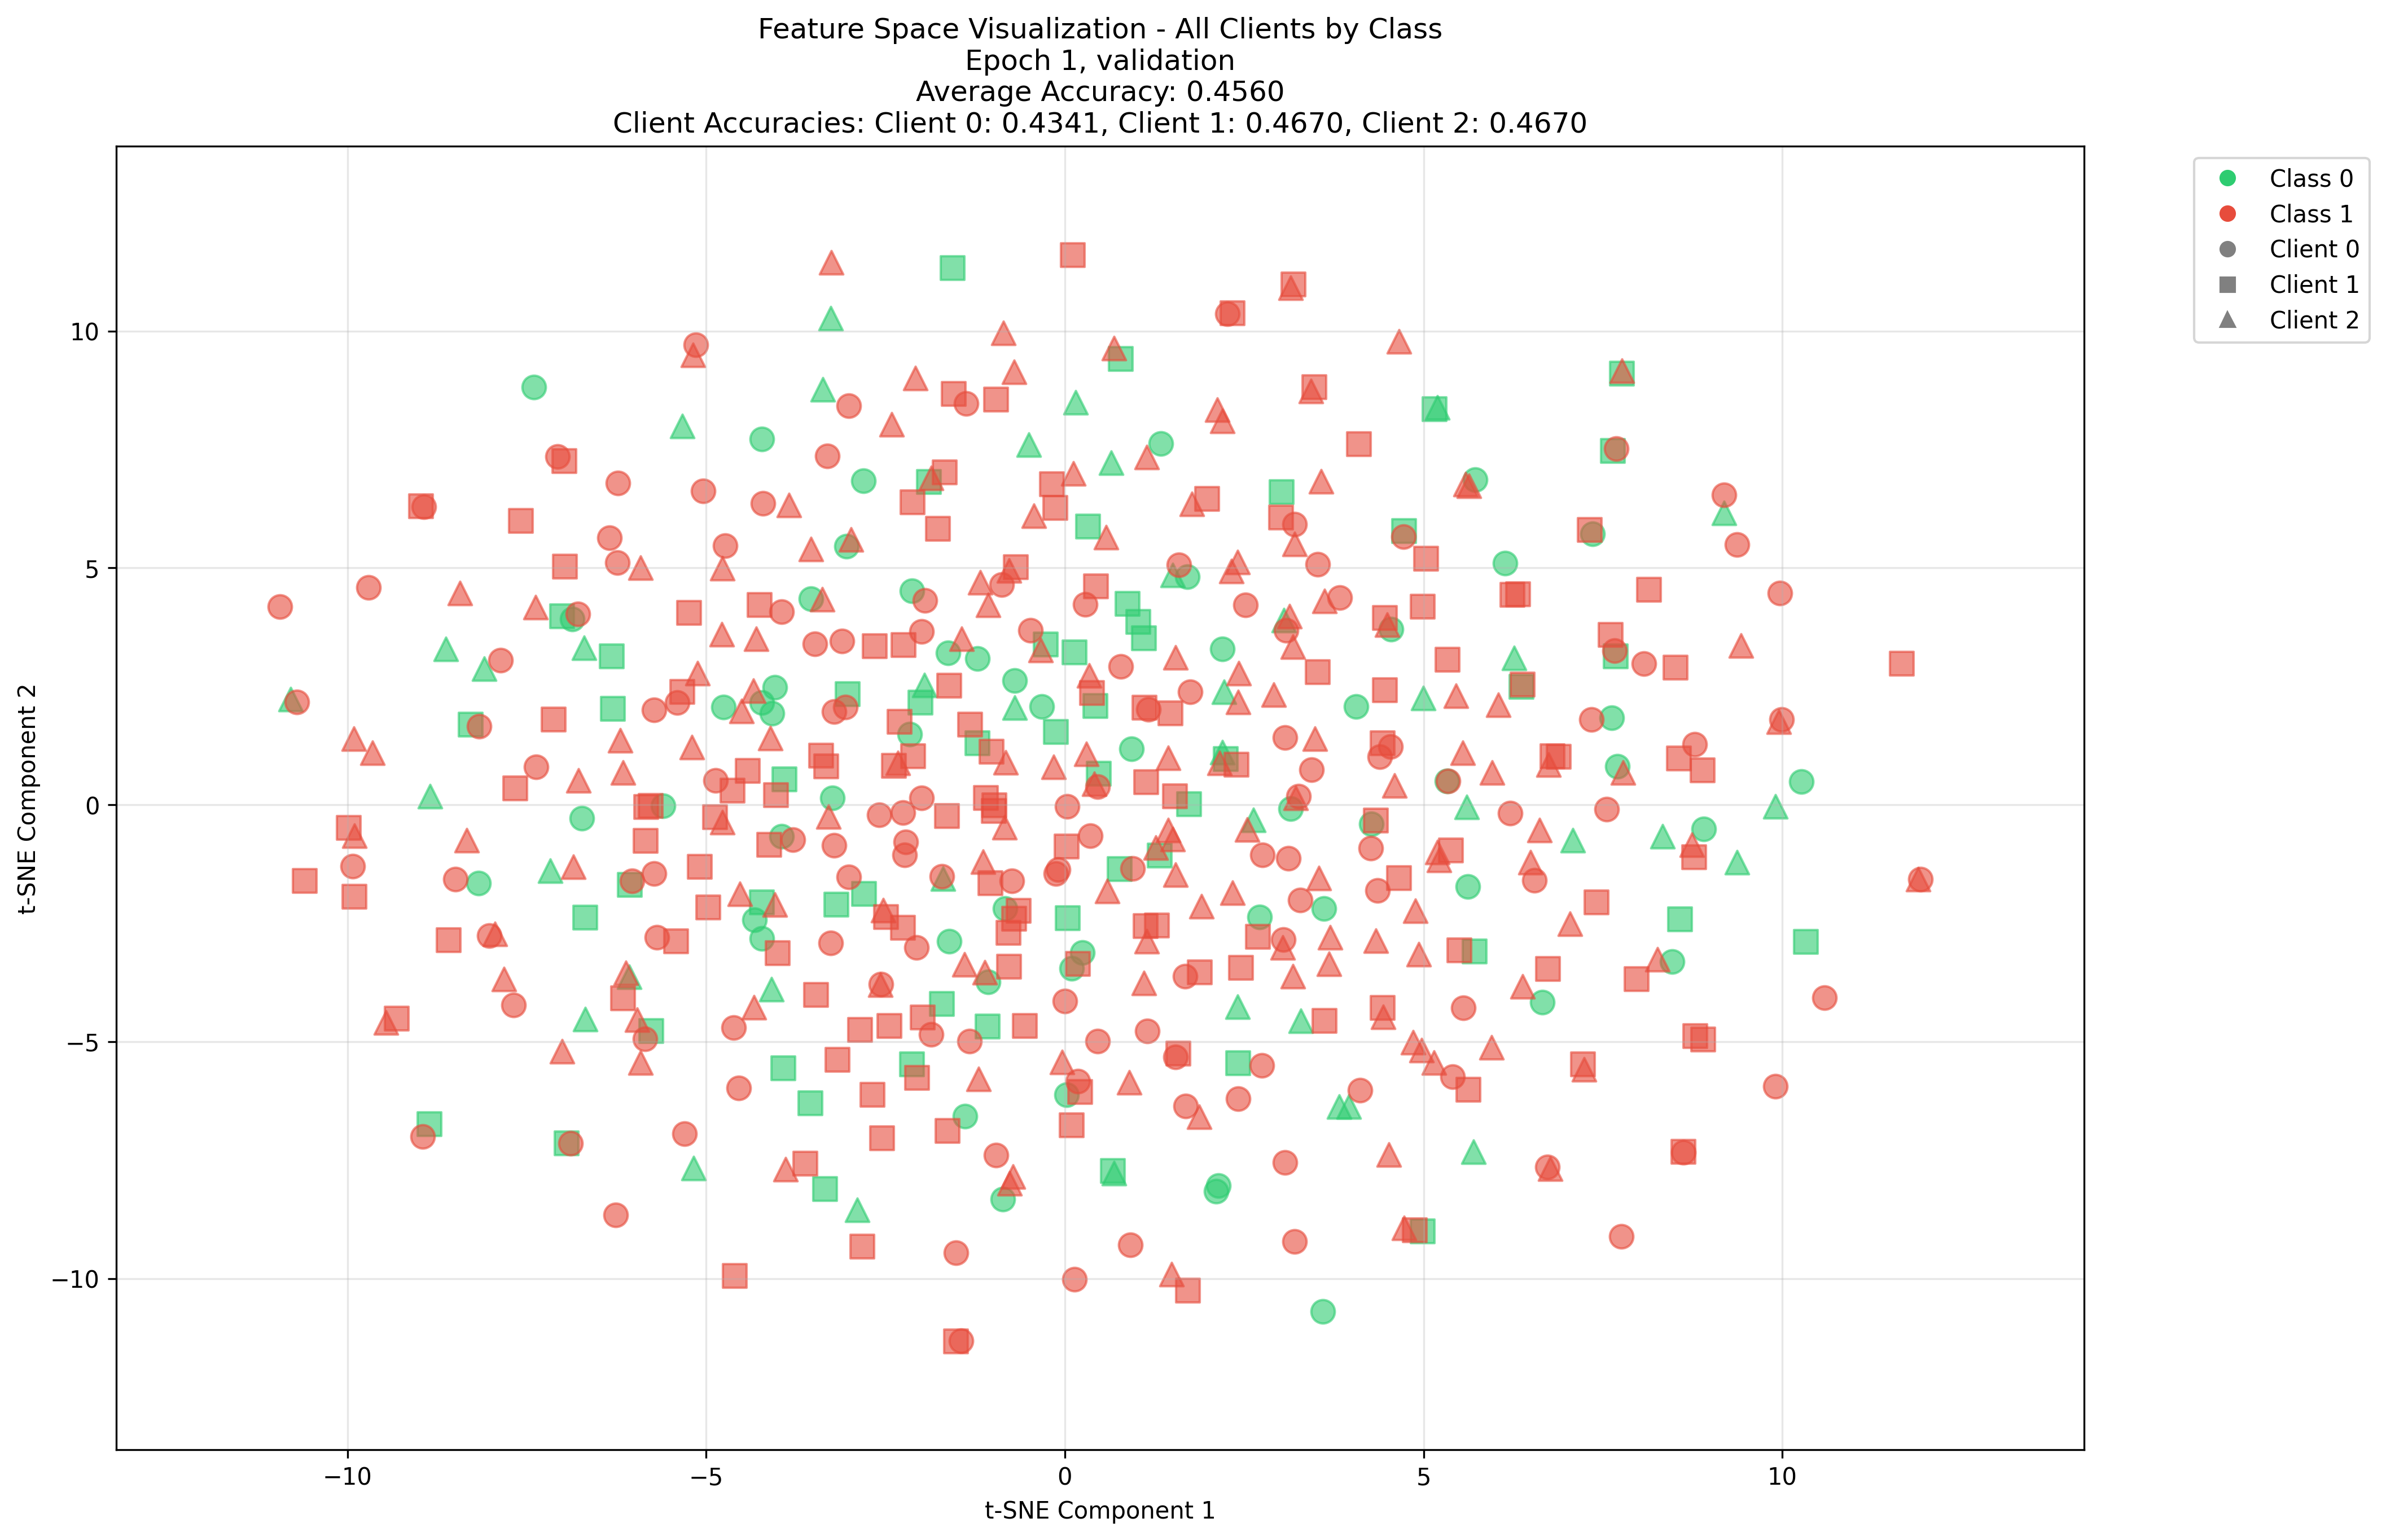 Feature Space Visualization - All Clients by Class
Epoch 1, validation
Average Accuracy: 0.4560
Client Accuracies: Client 0: 0.4341, Client 1: 0.4670, Client 2: 0.4670
Class 0
Class 1
Client 0
Client 1
Client 2
10
5
0
−5
−10
t-SNE Component 2
−10
−5
0
5
10
t-SNE Component 1